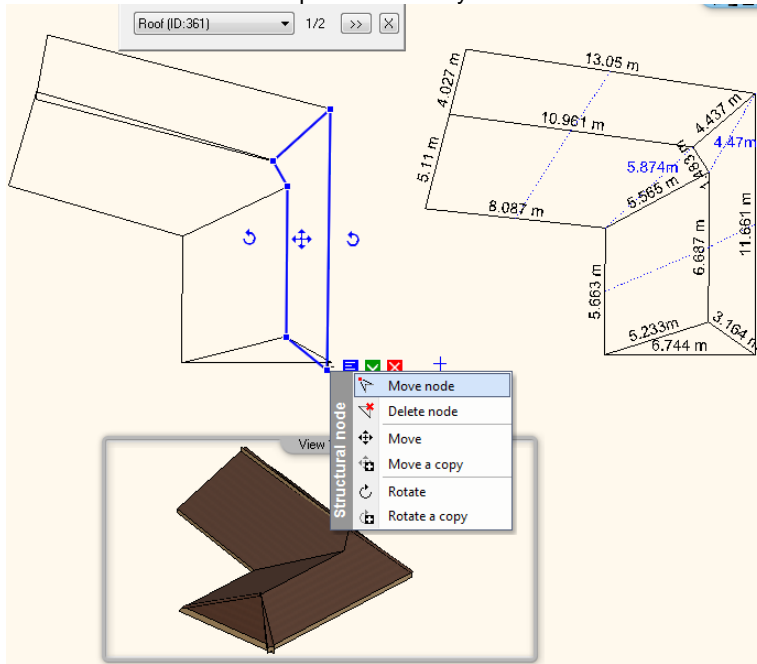 Roof (ID:361) 1/2 >> X
13.05 m
4.027 m
4.437 m
10.961 m
4.47m
1.483m
5.874m
5.11 m
5.565 m
8.087 m
11.661 m
6.687 m
5.663 m
3.164 m
5.233m
6.744 m
Structural node
Move node
Delete node
Move
Move a copy
Rotate
Rotate a copy
View